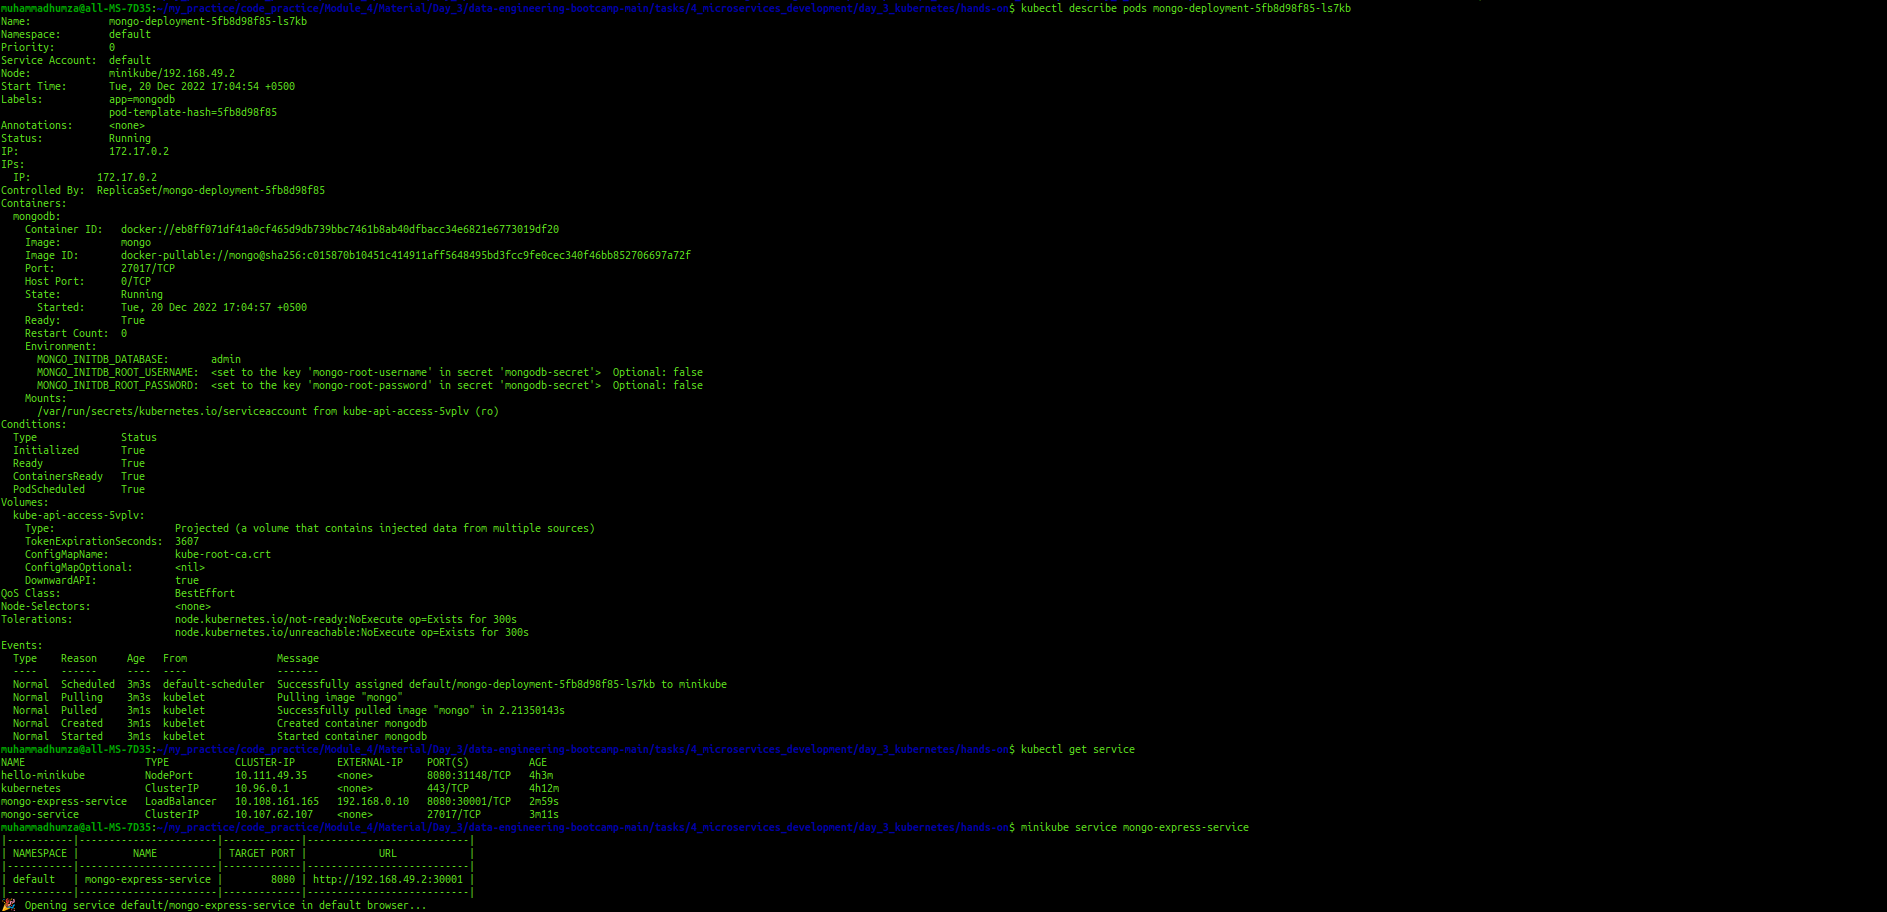 muhammadhumza@all-MS-7D35:~/my_practice/code_practice/Module_4/Material/Day_3/data-engineering-bootcamp-main/tasks/4_microservices_development/day_3_kubernetes/hands-on$ kubectl describe pods mongo-deployment-5fb8d98f85-ls7kb
Name:             mongo-deployment-5fb8d98f85-ls7kb
Namespace:        default
Priority:         0
Service Account:  default
Node:             minikube/192.168.49.2
Start Time:       Tue, 20 Dec 2022 17:04:54 +0500
Labels:           app=mongodb
                  pod-template-hash=5fb8d98f85
Annotations:      <none>
Status:           Running
IP:               172.17.0.2
IPs:
  IP:           172.17.0.2
Controlled By:  ReplicaSet/mongo-deployment-5fb8d98f85
Containers:
  mongodb:
    Container ID:   docker://eb8ff071df41a0cf465d9db739bbc7461b8ab40dfbacc34e6821e6773019df20
    Image:          mongo
    Image ID:       docker-pullable://mongo@sha256:c015870b10451c414911aff5648495bd3fcc9fe0cec340f46bb852706697a72f
    Port:           27017/TCP
    Host Port:      0/TCP
    State:          Running
      Started:      Tue, 20 Dec 2022 17:04:57 +0500
    Ready:          True
    Restart Count:  0
    Environment:
      MONGO_INITDB_DATABASE:       admin
      MONGO_INITDB_ROOT_USERNAME:  <set to the key 'mongo-root-username' in secret 'mongodb-secret'>  Optional: false
      MONGO_INITDB_ROOT_PASSWORD:  <set to the key 'mongo-root-password' in secret 'mongodb-secret'>  Optional: false
    Mounts:
      /var/run/secrets/kubernetes.io/serviceaccount from kube-api-access-5vplv (ro)
Conditions:
  Type              Status
  Initialized       True
  Ready             True
  ContainersReady   True
  PodScheduled      True
Volumes:
  kube-api-access-5vplv:
    Type:                    Projected (a volume that contains injected data from multiple sources)
    TokenExpirationSeconds:  3607
    ConfigMapName:           kube-root-ca.crt
    ConfigMapOptional:       <nil>
    DownwardAPI:             true
QoS Class:                   BestEffort
Node-Selectors:              <none>
Tolerations:                 node.kubernetes.io/not-ready:NoExecute op=Exists for 300s
                             node.kubernetes.io/unreachable:NoExecute op=Exists for 300s
Events:
  Type    Reason     Age   From               Message
  ----    ------     ----  ----               -------
  Normal  Scheduled  3m3s  default-scheduler  Successfully assigned default/mongo-deployment-5fb8d98f85-ls7kb to minikube
  Normal  Pulling    3m3s  kubelet            Pulling image "mongo"
  Normal  Pulled     3m1s  kubelet            Successfully pulled image "mongo" in 2.21350143s
  Normal  Created    3m1s  kubelet            Created container mongodb
  Normal  Started    3m1s  kubelet            Started container mongodb
muhammadhumza@all-MS-7D35:~/my_practice/code_practice/Module_4/Material/Day_3/data-engineering-bootcamp-main/tasks/4_microservices_development/day_3_kubernetes/hands-on$ kubectl get service
NAME                    TYPE           CLUSTER-IP       EXTERNAL-IP    PORT(S)          AGE
hello-minikube          NodePort       10.111.49.35     <none>         8080:31148/TCP   4h3m
kubernetes              ClusterIP      10.96.0.1        <none>         443/TCP          4h12m
mongo-express-service   LoadBalancer   10.108.161.165   192.168.0.10   8080:30001/TCP   2m59s
mongo-service           ClusterIP      10.107.62.107    <none>         27017/TCP        3m11s
muhammadhumza@all-MS-7D35:~/my_practice/code_practice/Module_4/Material/Day_3/data-engineering-bootcamp-main/tasks/4_microservices_development/day_3_kubernetes/hands-on$ minikube service mongo-express-service
|-----------|-----------------------|-------------|---------------------------|
| NAMESPACE |         NAME          | TARGET PORT |            URL            |
|-----------|-----------------------|-------------|---------------------------|
| default   | mongo-express-service |        8080 | http://192.168.49.2:30001 |
|-----------|-----------------------|-------------|---------------------------|
🎉  Opening service default/mongo-express-service in default browser...